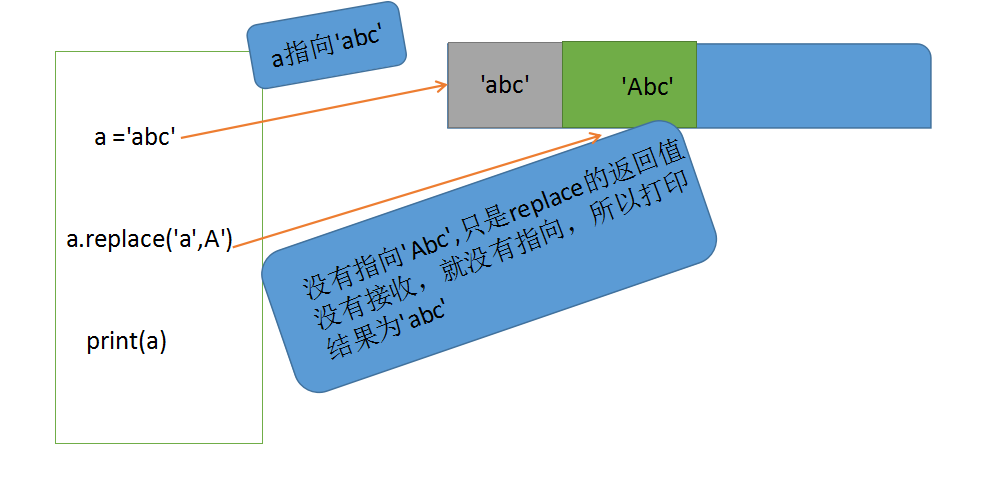 a指向'abc'
'abc'
'Abc'
a ='abc'
a.replace('a',A')
print(a)
没有指向'Abc',只是replace的返回值
没有接收，就没有指向，所以打印
结果为'abc'